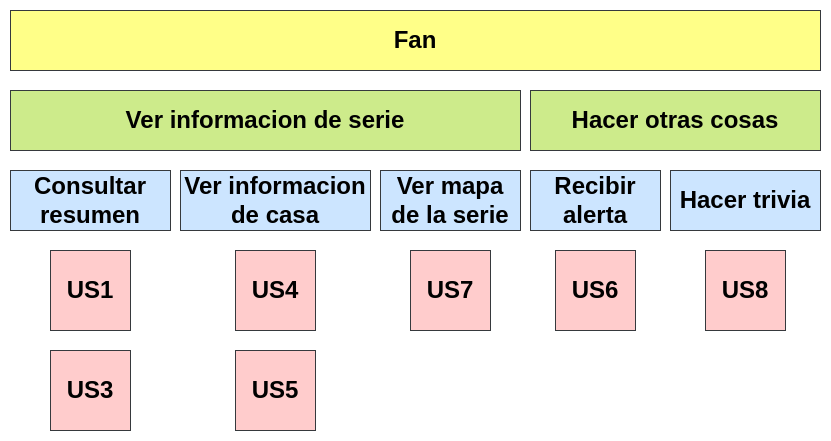 Fan
Ver informacion de serie
Hacer otras cosas
Consultar
resumen
Ver informacion
de casa
Ver mapa
de la serie
Recibir
alerta
Hacer trivia
US1
US4
US7
US6
US8
US3
US5